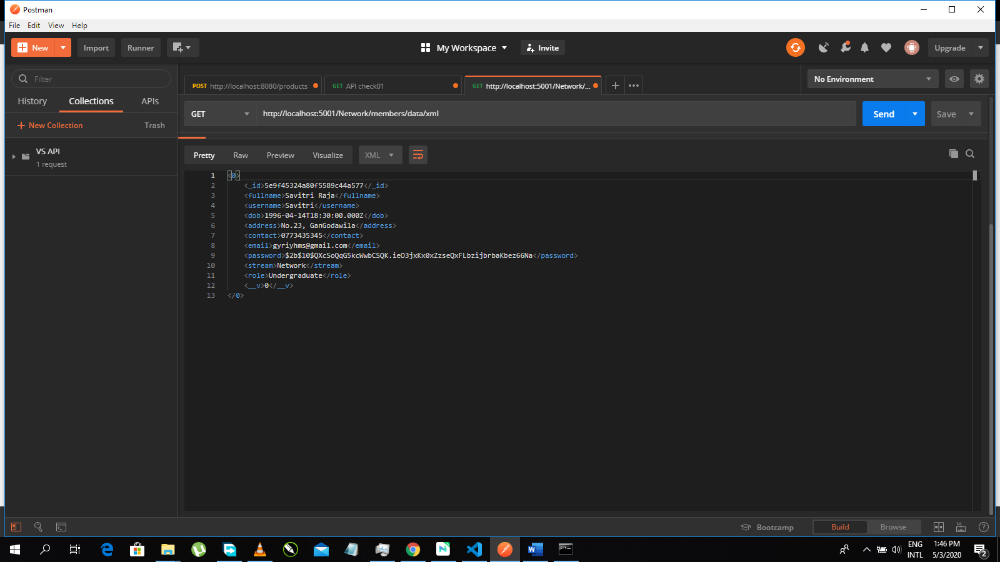 Postman
File Edit View Help
New Import Runner My Workspace Invite Upgrade
Filter
History Collections APIs
New Collection Trash
VS API
1 request
POST http://localhost:8080/products GET API check01 GET http://localhost:5001/Network/... + ••• No Environment
GET http://localhost:5001/Network/members/data/xml Send Save
Pretty Raw Preview Visualize XML
1 <0>
2 <_id>5e9f45324a80f5589c44a577</_id>
3 <fullname>Savitri Raja</fullname>
4 <username>Savitri</username>
5 <dob>1996-04-14T18:30:00.000Z</dob>
6 <address>No.23, GanGodawila</address>
7 <contact>0773435345</contact>
8 <email>gyriyhms@gmail.com</email>
9 <password>$2b$10$QXcSoQqG5kcWwbCSQK.ieO3jxKx0xZzseQxFLbzijbrbaKbez66Na</password>
10 <stream>Network</stream>
11 <role>Undergraduate</role>
12 <__v>0</__v>
13 </0>
Bootcamp Build Browse
ENG 1:46 PM
INTL 5/3/2020 2